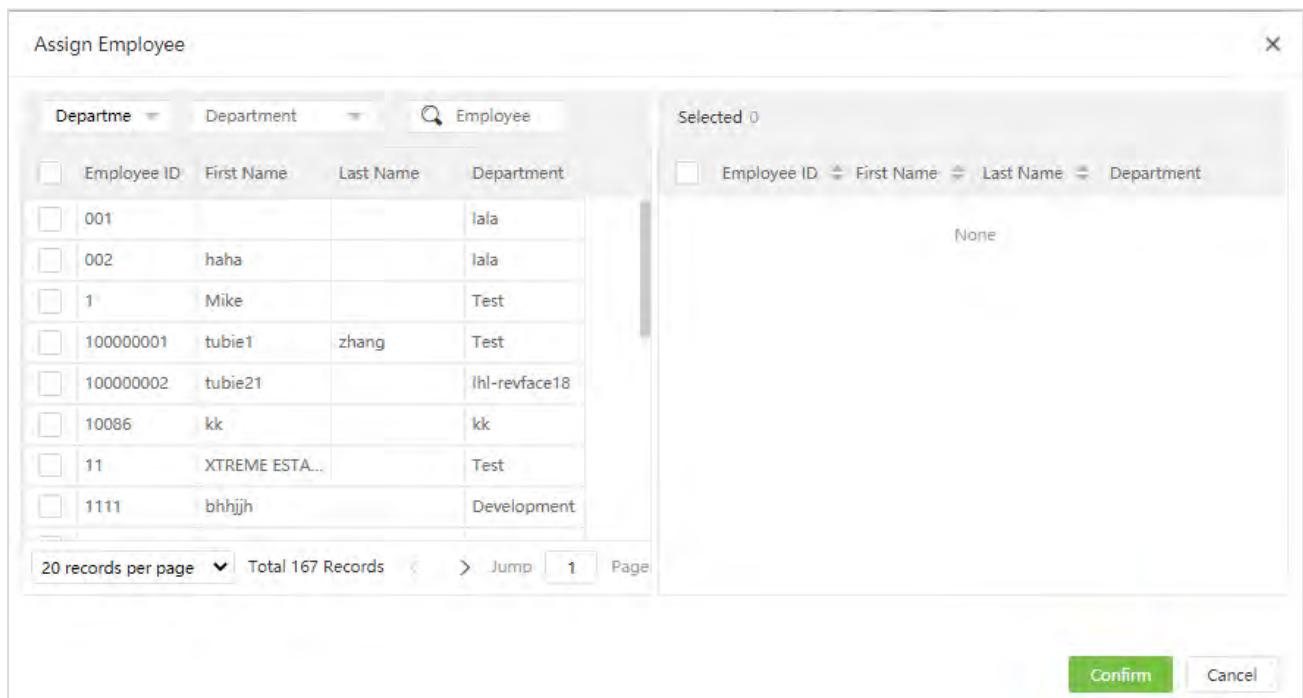 Assign Employee
Departme Department Employee Selected 0
Employee ID First Name Last Name Department Employee ID First Name Last Name Department
001 lala
None
002 haha lala
1 Mike Test
100000001 tubie1 zhang Test
100000002 tubie21 lhl-revface18
10086 kk kk
11 XTREME ESTA... Test
1111 bhhjjh Development
20 records per page Total 167 Records < > Jump 1 Page
Confirm Cancel